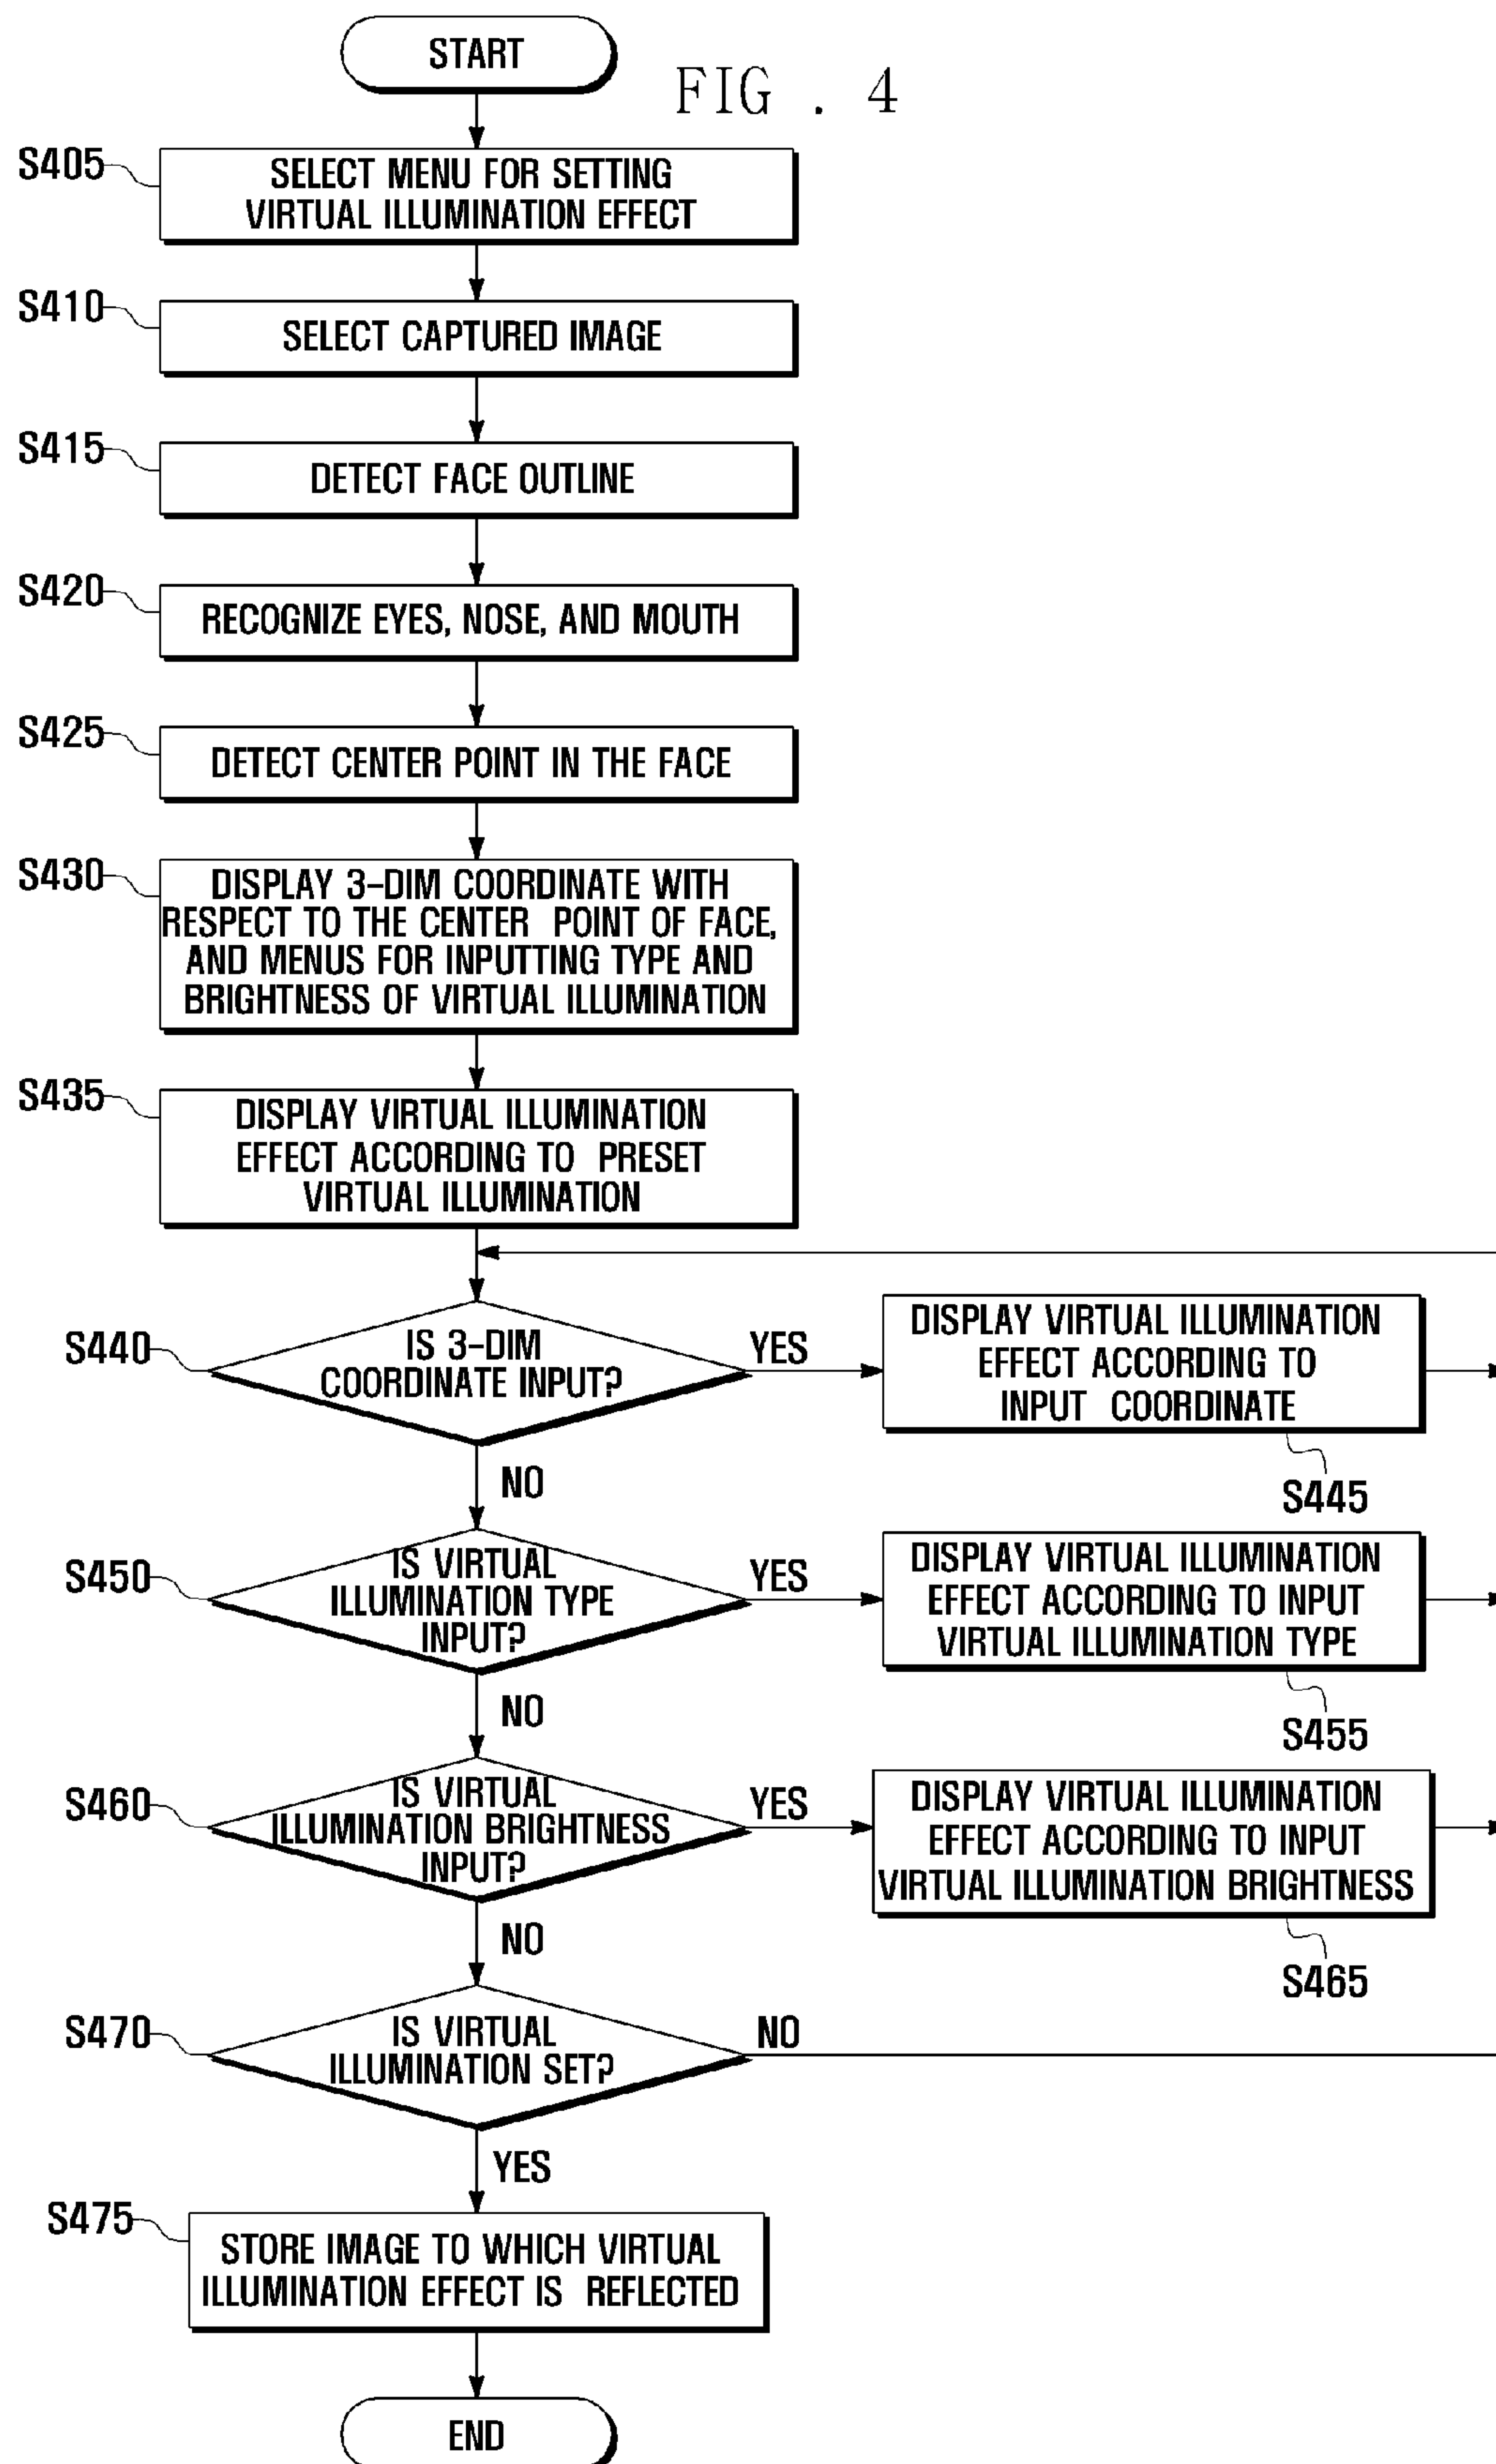 START
FIG . 4
S405
SELECT MENU FOR SETTING
VIRTUAL ILLUMINATION EFFECT
S410
SELECT CAPTURED IMAGE
S415
DETECT FACE OUTLINE
S420
RECOGNIZE EYES, NOSE, AND MOUTH
S425
DETECT CENTER POINT IN THE FACE
S430
DISPLAY 3-DIM COORDINATE WITH
RESPECT TO THE CENTER POINT OF FACE,
AND MENUS FOR INPUTTING TYPE AND
BRIGHTNESS OF VIRTUAL ILLUMINATION
S435
DISPLAY VIRTUAL ILLUMINATION
EFFECT ACCORDING TO PRESET
VIRTUAL ILLUMINATION
S440
IS 3-DIM
COORDINATE INPUT?
YES
DISPLAY VIRTUAL ILLUMINATION
EFFECT ACCORDING TO
INPUT COORDINATE
S445
NO
S450
IS VIRTUAL
ILLUMINATION TYPE
INPUT?
YES
DISPLAY VIRTUAL ILLUMINATION
EFFECT ACCORDING TO INPUT
VIRTUAL ILLUMINATION TYPE
S455
NO
S460
IS VIRTUAL
ILLUMINATION BRIGHTNESS
INPUT?
YES
DISPLAY VIRTUAL ILLUMINATION
EFFECT ACCORDING TO INPUT
VIRTUAL ILLUMINATION BRIGHTNESS
S465
NO
S470
IS VIRTUAL
ILLUMINATION SET?
NO
YES
S475
STORE IMAGE TO WHICH VIRTUAL
ILLUMINATION EFFECT IS REFLECTED
END